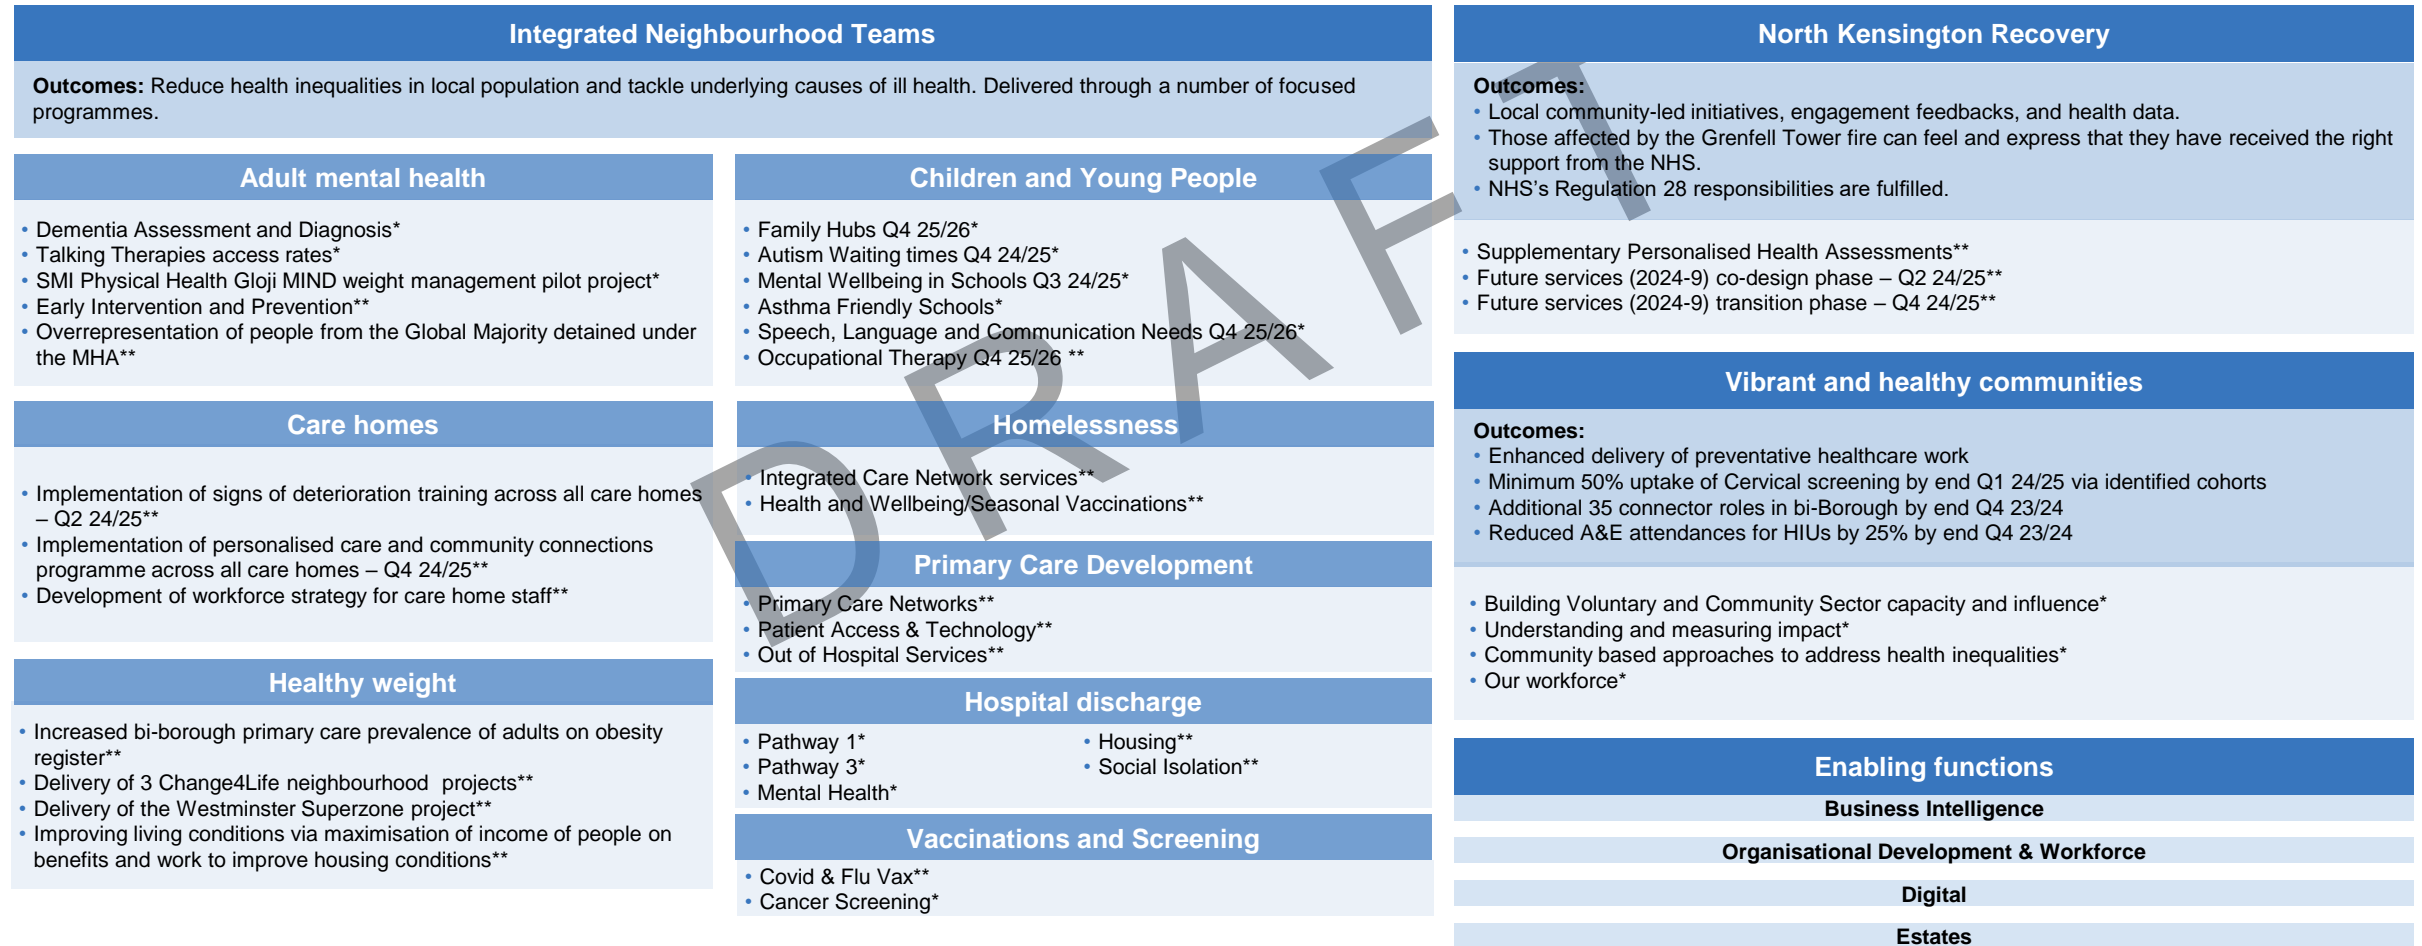 Integrated Neighbourhood Teams
Outcomes: Reduce health inequalities in local population and tackle underlying causes of ill health. Delivered through a number of focused
programmes.
Adult mental health
• Dementia Assessment and Diagnosis*
• Talking Therapies access rates*
• SMI Physical Health Gloji MIND weight management pilot project*
• Early Intervention and Prevention**
• Overrepresentation of people from the Global Majority detained under
the MHA**
Care homes
• Implementation of signs of deterioration training across all care homes
– Q2 24/25**
• Implementation of personalised care and community connections
programme across all care homes – Q4 24/25**
• Development of workforce strategy for care home staff**
Healthy weight
• Increased bi-borough primary care prevalence of adults on obesity
register**
• Delivery of 3 Change4Life neighbourhood projects**
• Delivery of the Westminster Superzone project**
• Improving living conditions via maximisation of income of people on
benefits and work to improve housing conditions**
Children and Young People
• Family Hubs Q4 25/26*
• Autism Waiting times Q4 24/25*
• Mental Wellbeing in Schools Q3 24/25*
• Asthma Friendly Schools*
• Speech, Language and Communication Needs Q4 25/26*
• Occupational Therapy Q4 25/26 **
Homelessness
• Integrated Care Network services**
• Health and Wellbeing/Seasonal Vaccinations**
Primary Care Development
• Primary Care Networks**
• Patient Access & Technology**
• Out of Hospital Services**
Hospital discharge
• Pathway 1*
• Pathway 3*
• Mental Health*
• Housing**
• Social Isolation**
Vaccinations and Screening
• Covid & Flu Vax**
• Cancer Screening*
North Kensington Recovery
Outcomes:
• Local community-led initiatives, engagement feedbacks, and health data.
• Those affected by the Grenfell Tower fire can feel and express that they have received the right
support from the NHS.
• NHS's Regulation 28 responsibilities are fulfilled.
• Supplementary Personalised Health Assessments**
• Future services (2024-9) co-design phase – Q2 24/25**
• Future services (2024-9) transition phase – Q4 24/25**
Vibrant and healthy communities
Outcomes:
• Enhanced delivery of preventative healthcare work
• Minimum 50% uptake of Cervical screening by end Q1 24/25 via identified cohorts
• Additional 35 connector roles in bi-Borough by end Q4 23/24
• Reduced A&E attendances for HIUs by 25% by end Q4 23/24
• Building Voluntary and Community Sector capacity and influence*
• Understanding and measuring impact*
• Community based approaches to address health inequalities*
• Our workforce*
Enabling functions
Business Intelligence
Organisational Development & Workforce
Digital
Estates
DRAFT